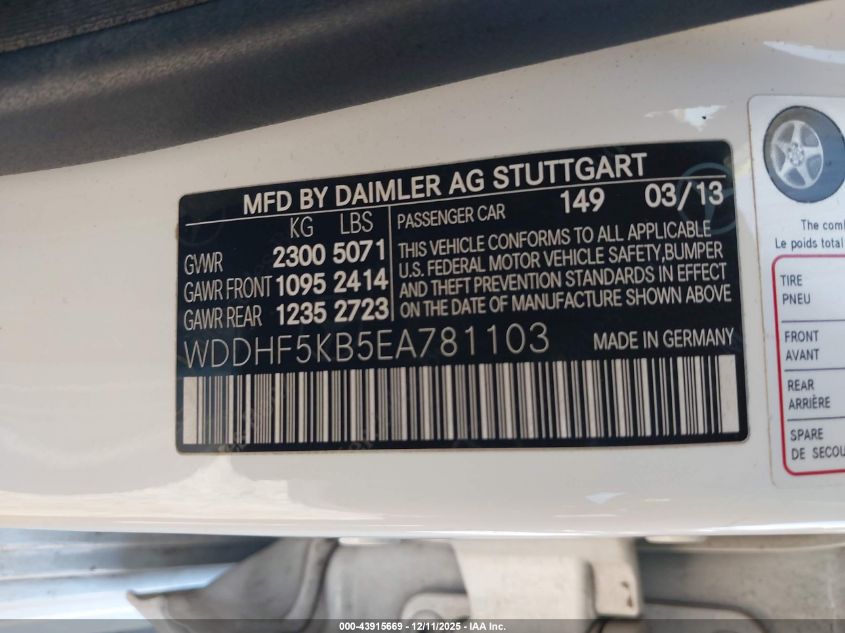 MFD BY DAIMLER AG STUTTGART
KG LBS
GVWR 2300 5071
GAWR FRONT 1095 2414
GAWR REAR 1235 2723
PASSENGER CAR 149 03/13
THIS VEHICLE CONFORMS TO ALL APPLICABLE
U.S. FEDERAL MOTOR VEHICLE SAFETY,BUMPER
AND THEFT PREVENTION STANDARDS IN EFFECT
ON THE DATE OF MANUFACTURE SHOWN ABOVE
WDDHF5KB5EA781103 MADE IN GERMANY
The comb
Le poids total
TIRE
PNEU
FRONT
AVANT
REAR
ARRIÈRE
SPARE
DE SECOU
000-43915669 - 12/11/2025 - IAA Inc.